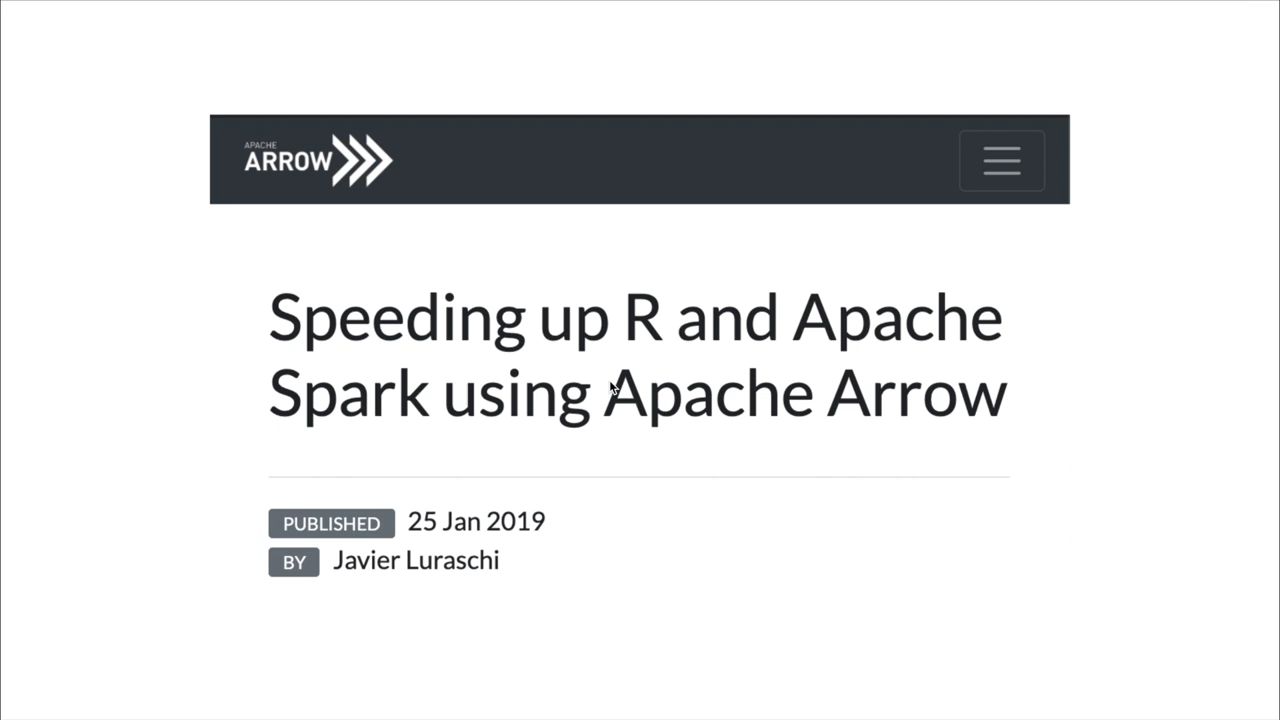 APACHE
ARROW
Speeding up R and Apache
Spark using Apache Arrow
PUBLISHED 25 Jan 2019
BY Javier Luraschi